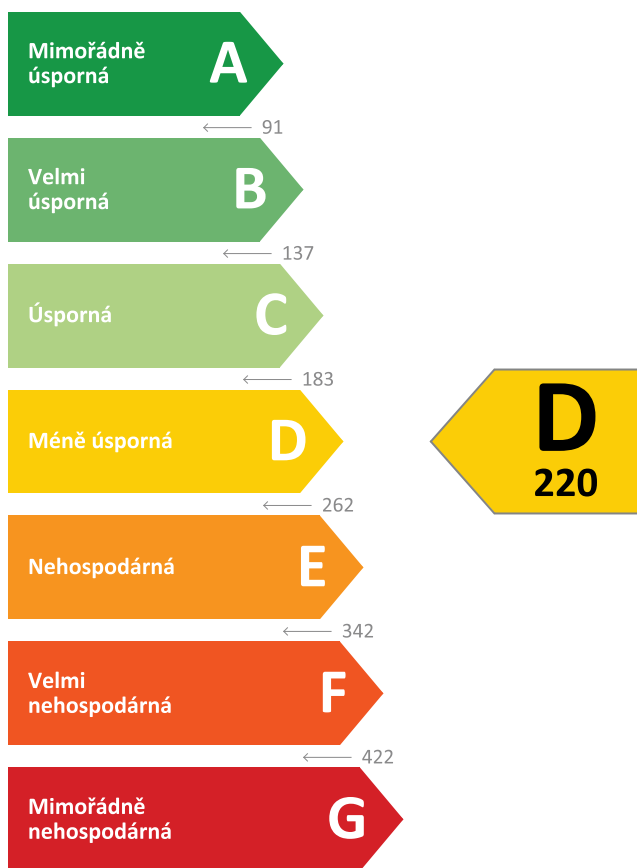 Mimořádně
úsporná
A
91
Velmi
úsporná
B
137
Úsporná
C
183
Méně úsporná
D
262
D
220
Nehospodárná
E
342
Velmi
nehospodárná
F
422
Mimořádně
nehospodárná
G